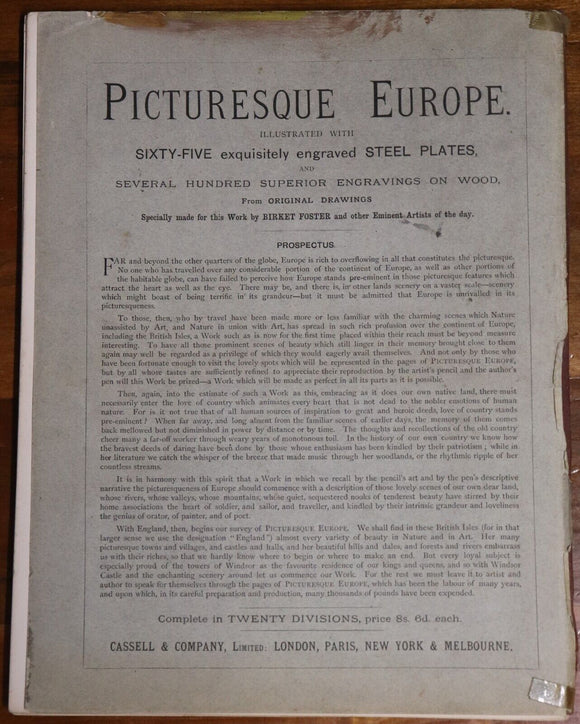 PICTURESQUE EUROPE.
ILLUSTRATED WITH
SIXTY-FIVE exquisitely engraved STEEL PLATES,
AND
SEVERAL HUNDRED SUPERIOR ENGRAVINGS ON WOOD,
From ORIGINAL DRAWINGS
Specially made for this Work by BIRKET FOSTER and other Eminent Artists of the day.
PROSPECTUS.
FAR and beyond the other quarters of the globe, Europe is rich to overflowing in all that constitutes the picturesque.
No one who has travelled over any considerable portion of the continent of Europe, as well as other portions of
the habitable globe, can have failed to perceive how Europe stands pre-eminent in those picturesque features which
attract the heart as well as the eye. There may be, and there is, in other lands scenery on a vaster scale—scenery
which might boast of being terrific in its grandeur—but it must be admitted that Europe is unrivalled in its
picturesqueness.
To those, then, who by travel have been made more or less familiar with the charming scenes which Nature
unassisted by Art, and Nature in union with Art, has spread in such rich profusion over the continent of Europe,
including the British Isles, a Work such as is now for the first time placed within their reach must be beyond measure
interesting. To have all those prominent scenes of beauty which still linger in their memory brought close to them
again may well be regarded as a privilege of which they would eagerly avail themselves. And not only by those who
have been fortunate enough to visit the lovely spots which will be represented in the pages of PICTURESQUE EUROPE,
but by all whose tastes are sufficiently refined to appreciate their reproduction by the artist's pencil and the author's
pen will this Work be prized—a Work which will be made as perfect in all its parts as it is possible.
Then, again, into the estimate of such a Work as this, embracing as it does our own native land, there must
necessarily enter the love of country which animates every heart that is not dead to the nobler emotions of human
nature. For is it not true that of all human sources of inspiration to great and heroic deeds, love of country stands
pre-eminent? When far away, and long absent from the familiar scenes of earlier days, the memory of them comes
back mellowed but not diminished in power by distance or by time. The thoughts and recollections of the old country
cheer many a far-off worker through weary years of monotonous toil. In the history of our own country we know how
the bravest deeds of daring have been done by those whose enthusiasm has been kindled by their patriotism; while in
her literature we catch the whisper of the breeze that made music through her woodlands, or the rhythmic ripple of her
countless streams.
It is in harmony with this spirit that a Work in which we recall by the pencil's art and by the pen's descriptive
narrative the picturesqueness of Europe should commence with a description of those lovely scenes of our own dear land,
whose rivers, whose valleys, whose mountains, whose quiet, sequestered nooks of tenderest beauty have stirred by their
home associations the heart of soldier, and sailor, and traveller, and kindled by their intrinsic grandeur and loveliness
the genius of orator, of painter, and of poet.
With England, then, begins our survey of PICTURESQUE EUROPE. We shall find in these British Isles (for in that
larger sense we use the designation "England") almost every variety of beauty in Nature and in Art. Her many
picturesque towns and villages, and castles and halls, and her beautiful hills and dales, and forests and rivers embarrass
us with their riches, so that we hardly know where to begin or where to make an end. But every loyal subject is
especially proud of the towers of Windsor as the favourite residence of our kings and queens, and so with Windsor
Castle and the enchanting scenery around let us commence our Work. For the rest we must leave it to artist and
author to speak for themselves through the pages of PICTURESQUE EUROPE, which has been the labour of many years,
and upon which, in its careful preparation and production, many thousands of pounds have been expended.
Complete in TWENTY DIVISIONS, price 8s. 6d. each.
CASSELL & COMPANY, LIMITED: LONDON, PARIS, NEW YORK & MELBOURNE.